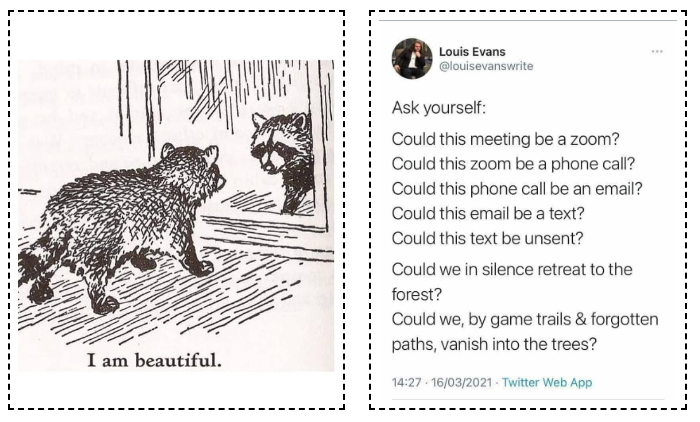 I am beautiful.
Louis Evans
@louisevanswrite
Ask yourself:
Could this meeting be a zoom?
Could this zoom be a phone call?
Could this phone call be an email?
Could this email be a text?
Could this text be unsent?
Could we in silence retreat to the
forest?
Could we, by game trails & forgotten
paths, vanish into the trees?
14:27 · 16/03/2021 · Twitter Web App